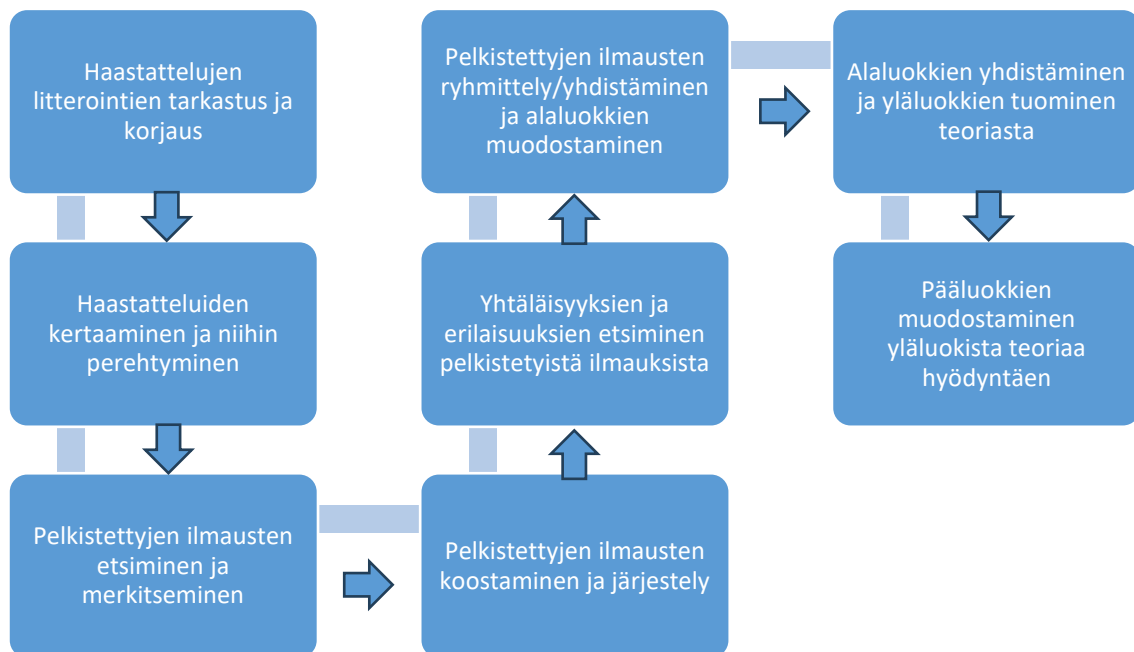 Haastattelujen
litterointien tarkastus ja
korjaus
Haastatteluiden
kertaaminen ja niihin
perehtyminen
Pelkistettyjen ilmausten
etsiminen ja
merkitseminen
Pelkistettyjen ilmausten
koostaminen ja järjestely
Yhtäläisyyksien ja
erilaisuuksien etsiminen
pelkistetyistä ilmauksista
Pelkistettyjen ilmausten
ryhmittely/yhdistäminen
ja alaluokkien
muodostaminen
Alaluokkien yhdistäminen
ja yläluokkien tuominen
teoriasta
Pääluokkien
muodostaminen
yläluokista teoriaa
hyödyntäen